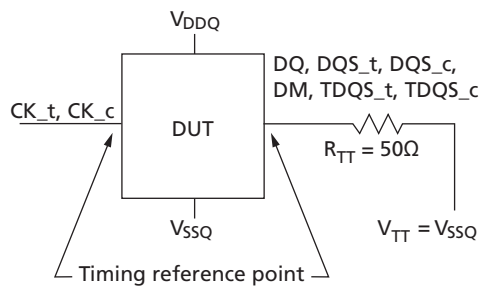 VDDQ
DQ, DQS_t, DQS_c,
DM, TDQS_t, TDQS_c
CK_t, CK_c
DUT
RTT = 50Ω
VSSQ
VTT = VSSQ
Timing reference point